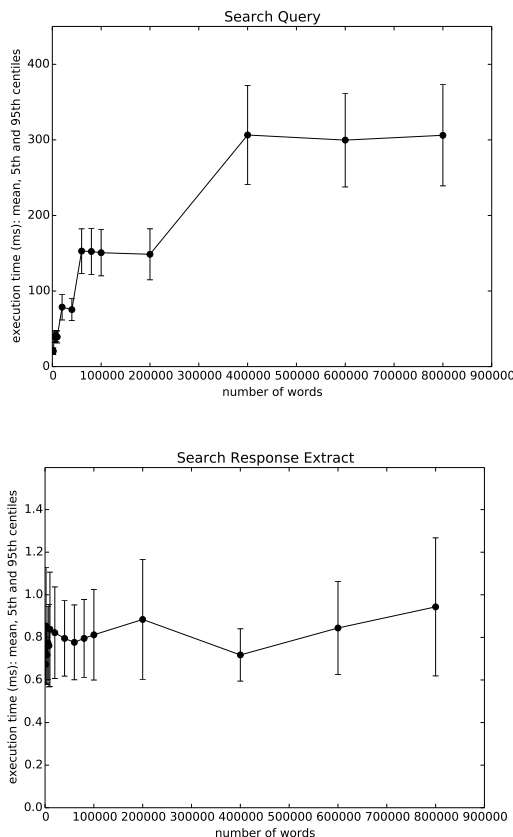 Search Query
execution time (ms): mean, 5th and 95th centiles
400
300
200
100
0
0 100000 200000 300000 400000 500000 600000 700000 800000 900000
number of words
Search Response Extract
execution time (ms): mean, 5th and 95th centiles
1.4
1.2
1.0
0.8
0.6
0.4
0.2
0.0
0 100000 200000 300000 400000 500000 600000 700000 800000 900000
number of words